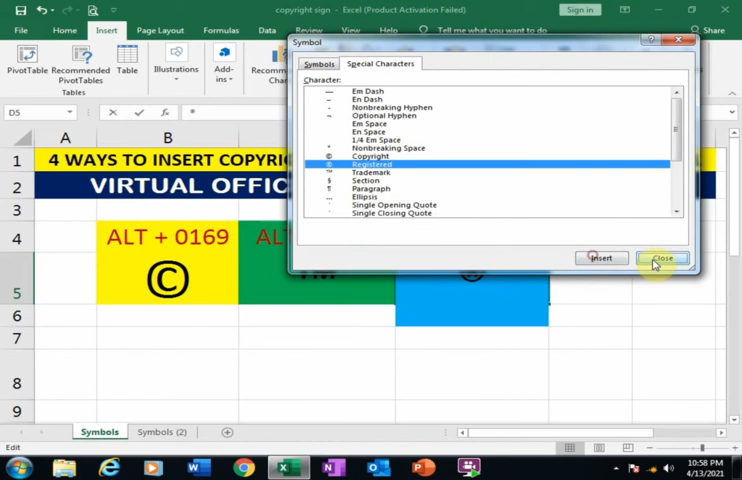 copyright sign - Excel (Product Activation Failed)
Sign in
File Home Insert Page Layout Formulas Data Help Tell me what you want to do Share
PivotTable Recommended PivotTables Table Illustrations Add-ins
Tables
Symbol
Symbols Special Characters
Character:
— Em Dash
– En Dash
Nonbreaking Hyphen
¬ Optional Hyphen
Em Space
En Space
1/4 Em Space
° Nonbreaking Space
© Copyright
® Registered
™ Trademark
§ Section
¶ Paragraph
… Ellipsis
‘ Single Opening Quote
’ Single Closing Quote
Insert Close
D5
A B
1 4 WAYS TO INSERT
2 VIRTUAL
3
4 ALT + 0169
5 ©
6
7
8
9
Symbols Symbols (2)
Edit
10:58 PM
4/13/2021